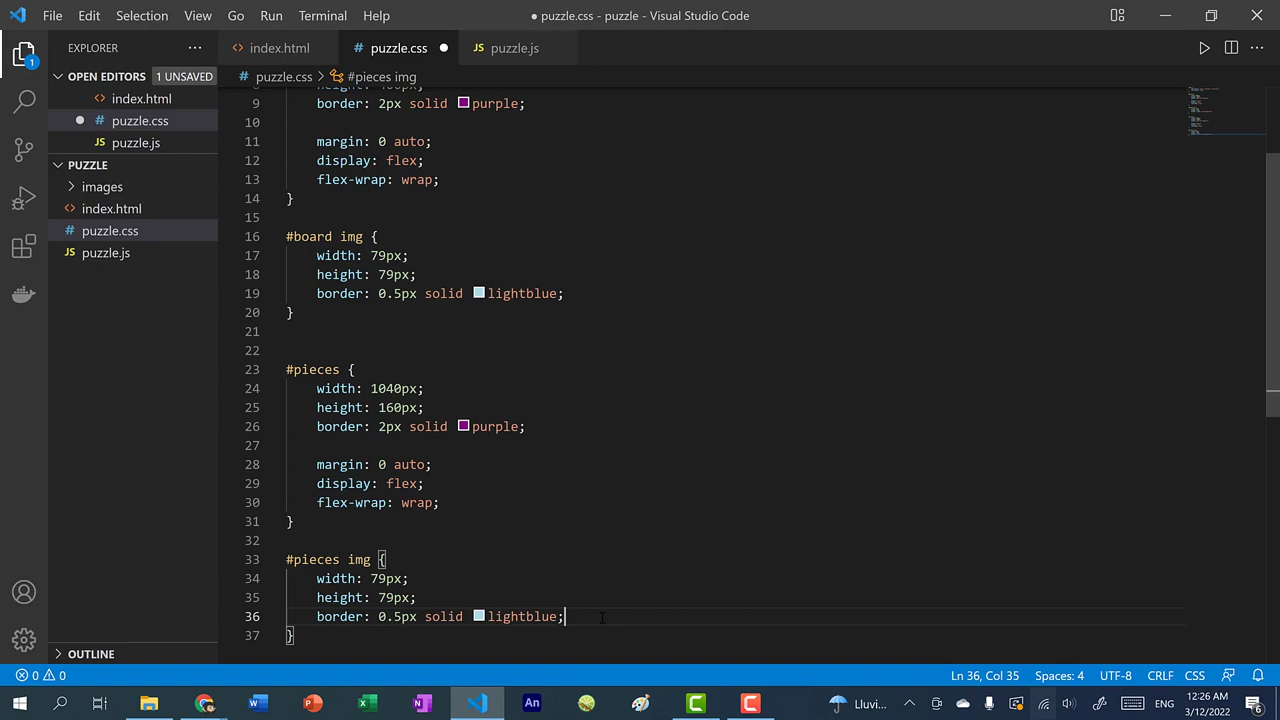 File Edit Selection View Go Run Terminal Help
● puzzle.css - puzzle - Visual Studio Code
EXPLORER
index.html
# puzzle.css
JS puzzle.js
OPEN EDITORS 1 UNSAVED
# puzzle.css > #pieces img
index.html
# puzzle.css
JS puzzle.js
PUZZLE
images
index.html
# puzzle.css
JS puzzle.js
OUTLINE
9 border: 2px solid purple;
10
11 margin: 0 auto;
12 display: flex;
13 flex-wrap: wrap;
14 }
15
16 #board img {
17 width: 79px;
18 height: 79px;
19 border: 0.5px solid lightblue;
20 }
21
22
23 #pieces {
24 width: 1040px;
25 height: 160px;
26 border: 2px solid purple;
27
28 margin: 0 auto;
29 display: flex;
30 flex-wrap: wrap;
31 }
32
33 #pieces img {
34 width: 79px;
35 height: 79px;
36 border: 0.5px solid lightblue;
37 }
1
0 0
Ln 36, Col 35 Spaces: 4 UTF-8 CRLF CSS
An
Lluvi...
ENG
12:26 AM
3/12/2022
6